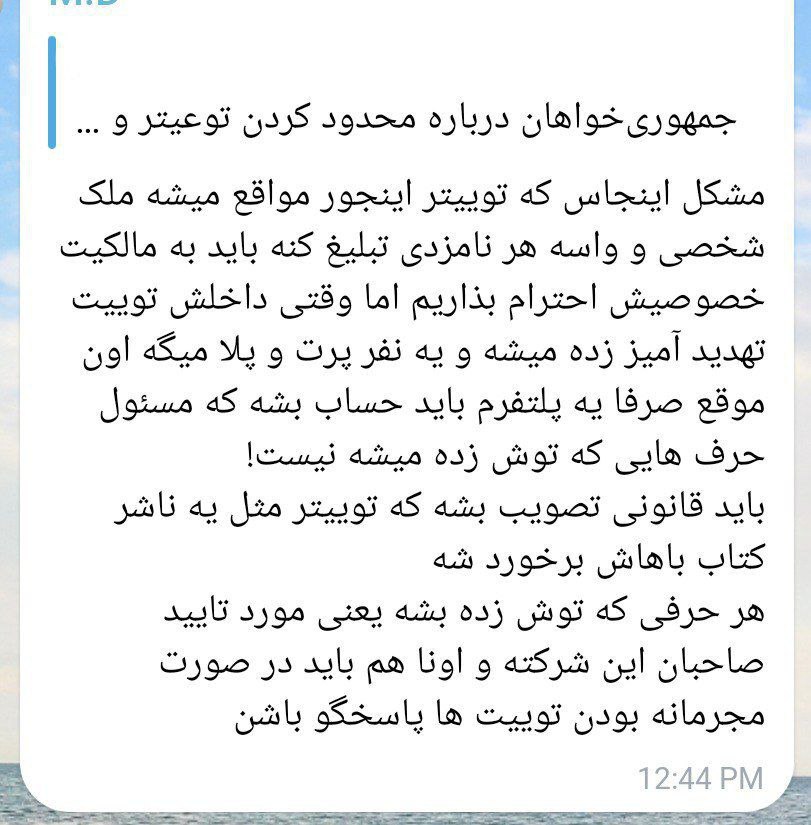 M.D
جمهوری‌خواهان درباره محدود کردن توعیتر و ...
مشکل اینجاس که توییتر اینجور مواقع میشه ملک
شخصی و واسه هر نامزدی تبلیغ کنه باید به مالکیت
خصوصیش احترام بذاریم اما وقتی داخلش توییت
تهدید آمیز زده میشه و یه نفر پرت و پلا میگه اون
موقع صرفا یه پلتفرم باید حساب بشه که مسئول
حرف هایی که توش زده میشه نیست!
باید قانونی تصویب بشه که توییتر مثل یه ناشر
کتاب باهاش برخورد شه
هر حرفی که توش زده بشه یعنی مورد تایید
صاحبان این شرکته و اونا هم باید در صورت
مجرمانه بودن توییت ها پاسخگو باشن
12:44 PM